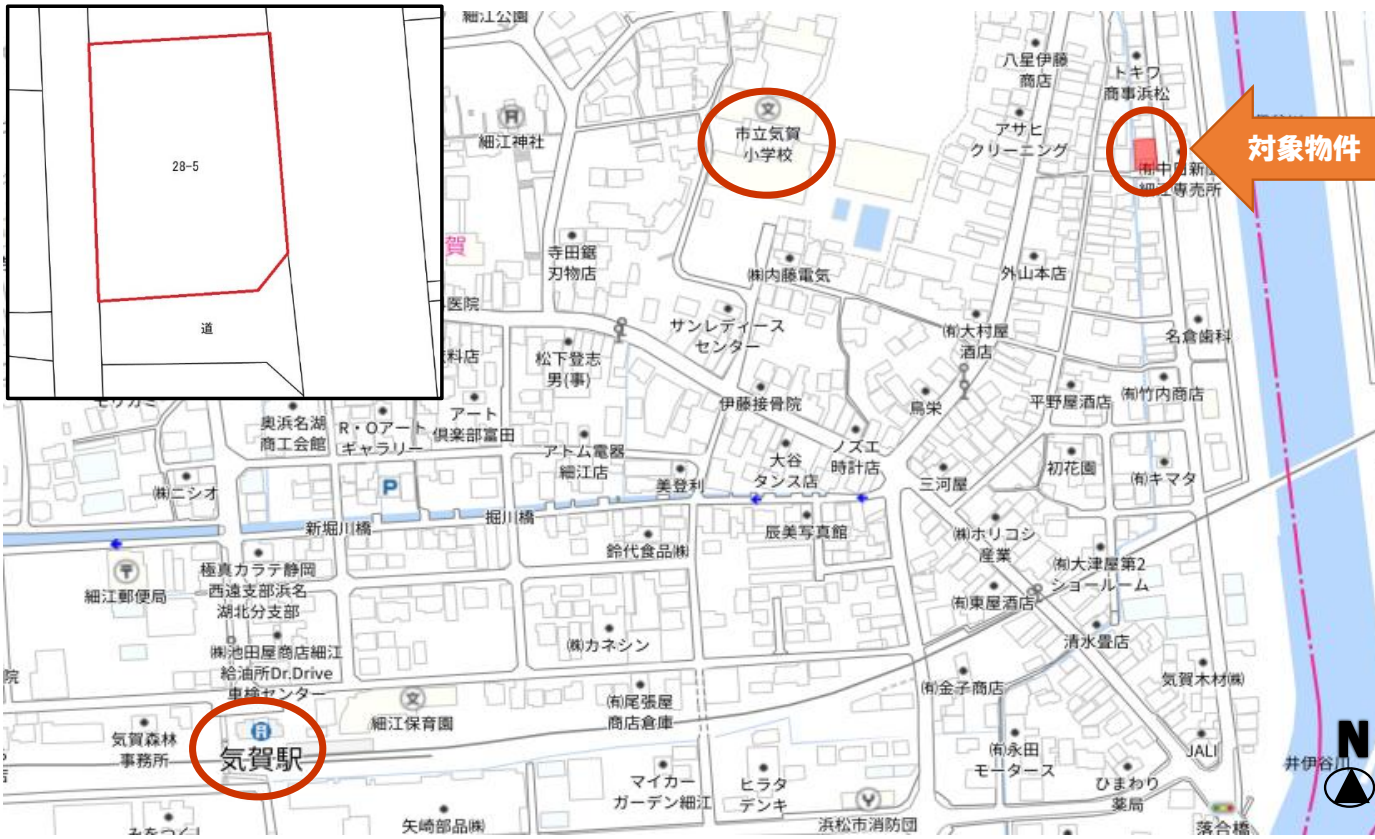 細江公園
28-5
道
細江神社
市立気賀
小学校
八星伊藤
商店
トキワ
商事浜松
アサヒ
クリーニング
対象物件
細江専売所
賀
寺田鋸
刃物店
㈱内藤電気
外山本店
医院
サンレディース
センター
㈲大村屋
酒店
名倉歯科
料店
松下登志
男(事)
伊藤接骨院
鳥栄
平野屋酒店
㈲竹内商店
奥浜名湖
商工会館
R・Oアート
ギャラリー
アート
倶楽部富田
アトム電器
細江店
大谷
タンス店
ノズエ
時計店
初花園
㈲キマタ
㈱ニシオ
P
美登利
三河屋
新堀川橋
掘川橋
辰美写真館
鈴代食品㈱
㈱ホリコシ
産業
細江郵便局
極真カラテ静岡
西遠支部浜名
湖北分支部
㈲大津屋第2
ショールーム
㈲東屋酒店
清水畳店
㈱池田屋商店細江
給油所Dr.Drive
車検センター
㈱カネシン
院
細江保育園
㈲尾張屋
商店倉庫
㈲金子商店
気賀木材㈱
気賀森林
事務所
気賀駅
㈲永田
モータース
JALI
井伊谷川
N
マイカー
ガーデン細江
ヒラタ
デンキ
ひまわり
薬局
矢崎部品㈱
浜松市消防団
落合橋